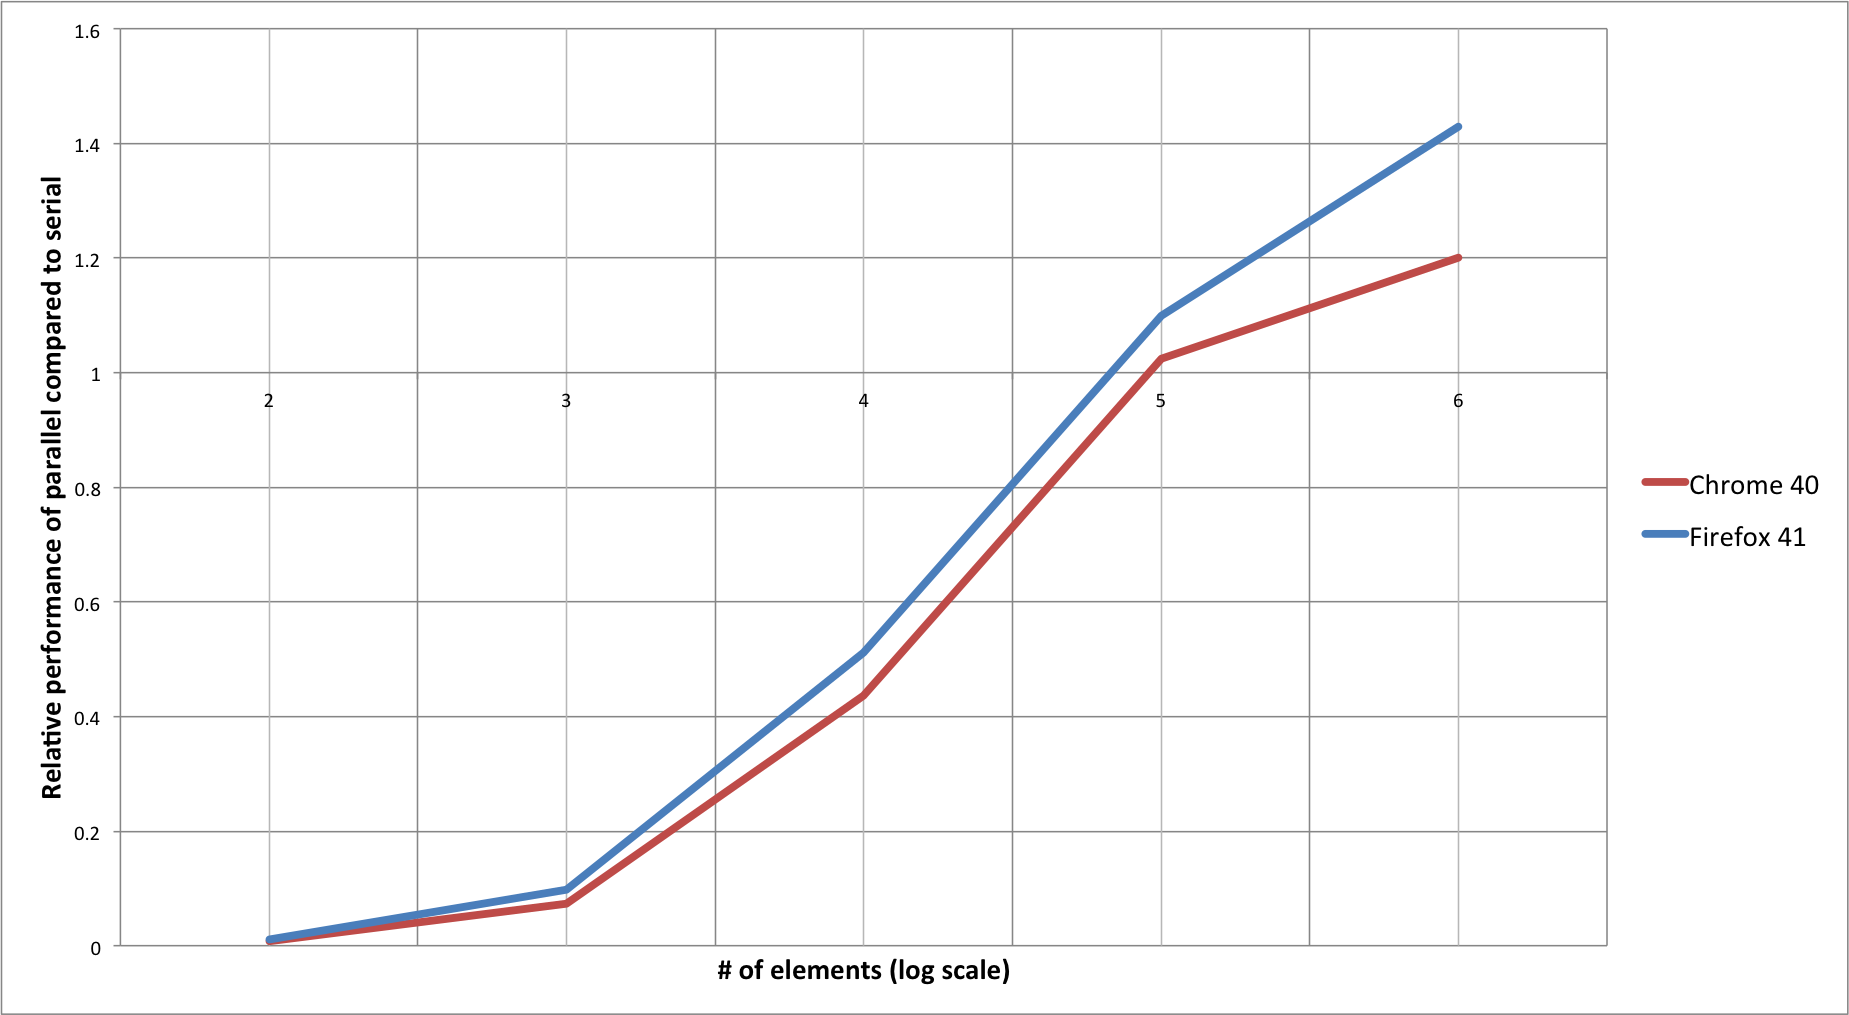 1.6
1.4
1.2
1
0.8
0.6
0.4
0.2
0
2 3 4 5 6
Relative performance of parallel compared to serial
# of elements (log scale)
Chrome 40
Firefox 41